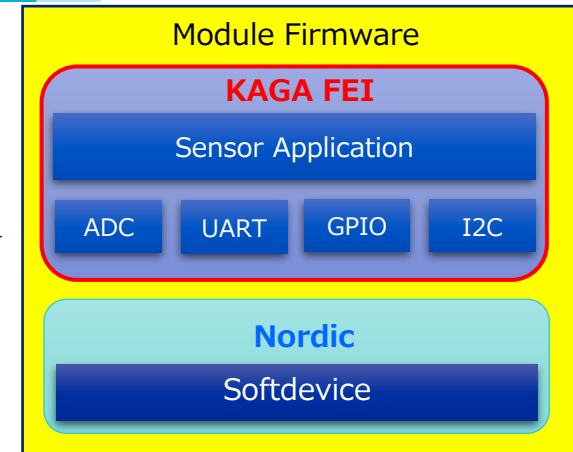 Module Firmware
KAGA FEI
Sensor Application
ADC UART GPIO I2C
Nordic
Softdevice